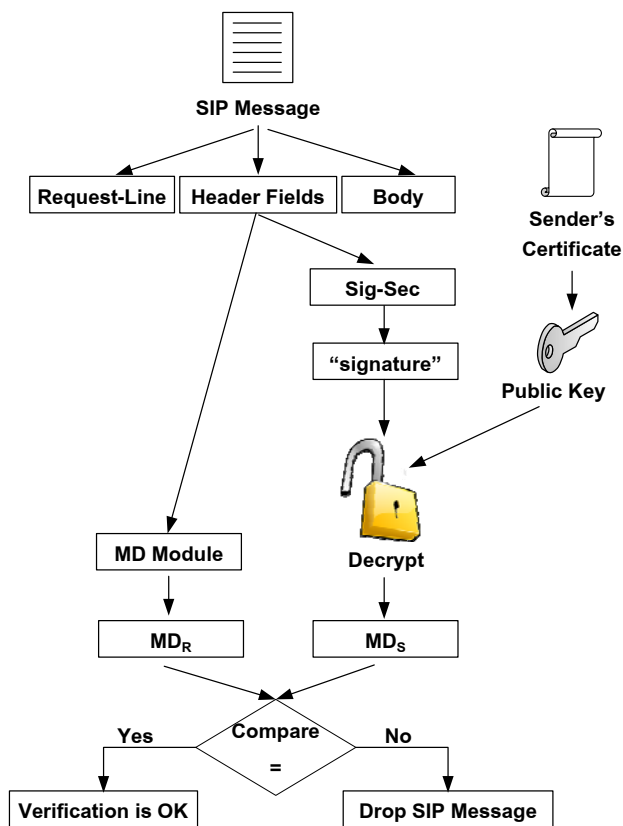 SIP Message
Request-Line
Header Fields
Body
Sender's
Certificate
Sig-Sec
“signature”
Public Key
MD Module
Decrypt
MDR
MDS
Yes
Compare
=
No
Verification is OK
Drop SIP Message